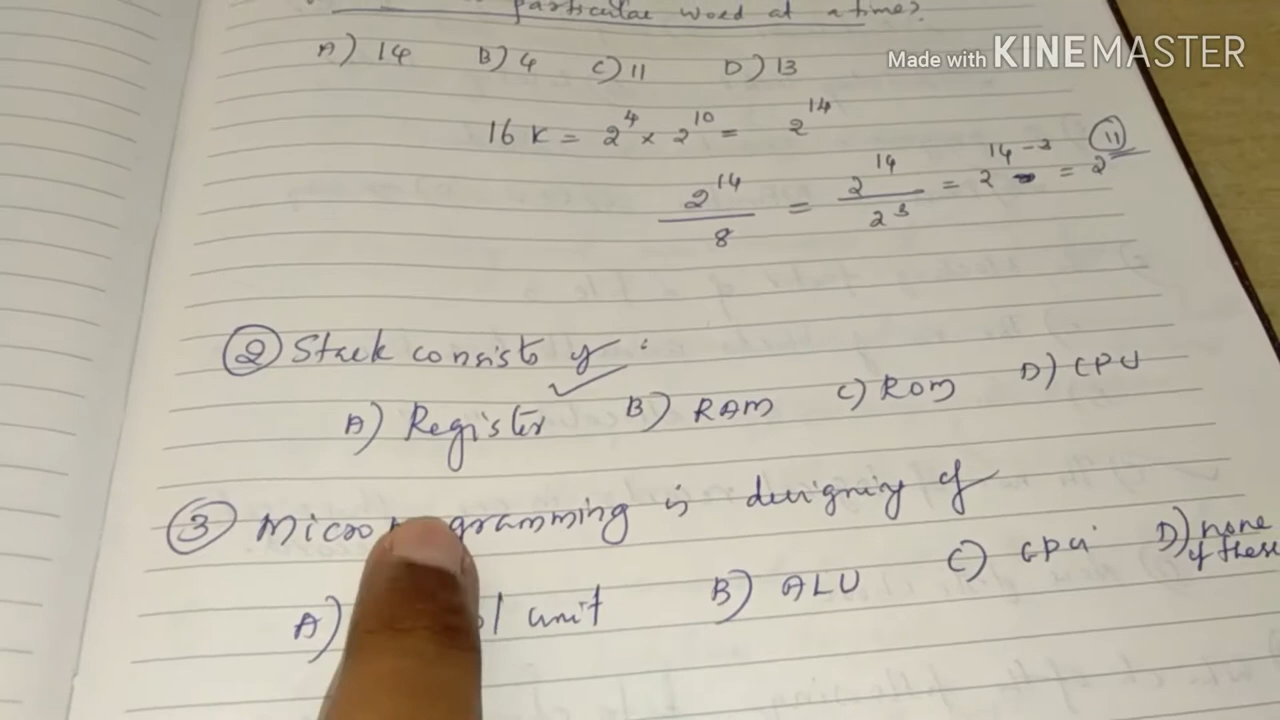 particular word at a time?
A) 14 B) 4 C) 11 D) 13
Made with KINEMASTER
16 K = 2^4 × 2^10 = 2^14
2^14 / 8 = 2^14 / 2^3 = 2^14-3 = 2^11
② Stack consists of :
A) Register ✓ B) RAM C) ROM D) CPU
③ Micro gramming is designing of
A) l unit B) ALU C) CPU D) none of these